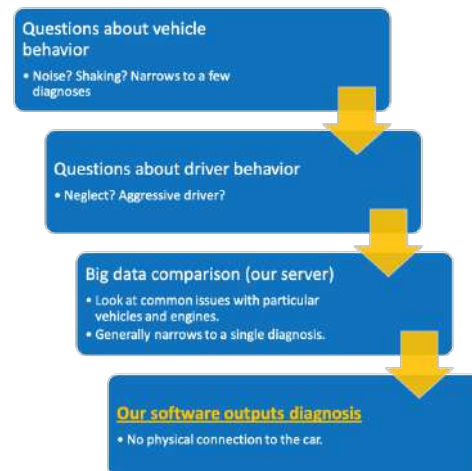 Questions about vehicle
behavior
• Noise? Shaking? Narrows to a few
diagnoses
Questions about driver behavior
• Neglect? Aggressive driver?
Big data comparison (our server)
• Look at common issues with particular
vehicles and engines.
• Generally narrows to a single diagnosis.
Our software outputs diagnosis
• No physical connection to the car.